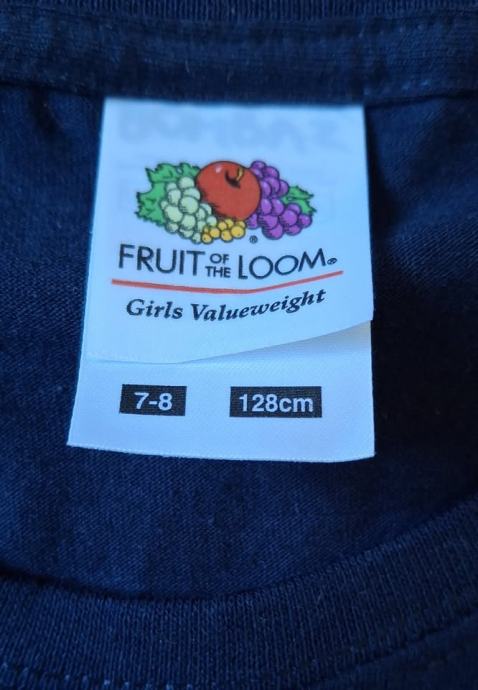 FRUIT OF THE LOOM®
Girls Valueweight
7-8 128cm